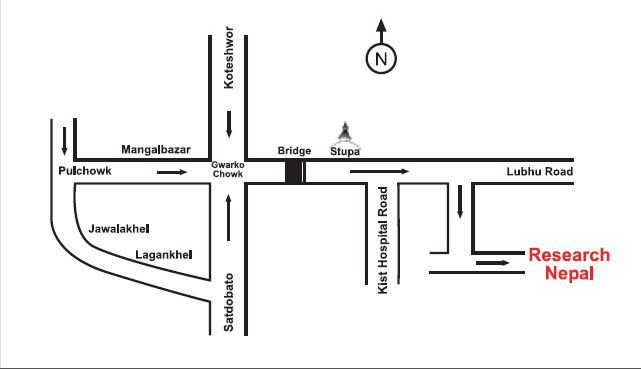 Koteshwor
N
Mangalbazar
Bridge
Stupa
Pulchowk
Gwarko
Chowk
Lubhu Road
Kist Hospital Road
Jawalakhel
Lagankhel
Research
Nepal
Satdobato